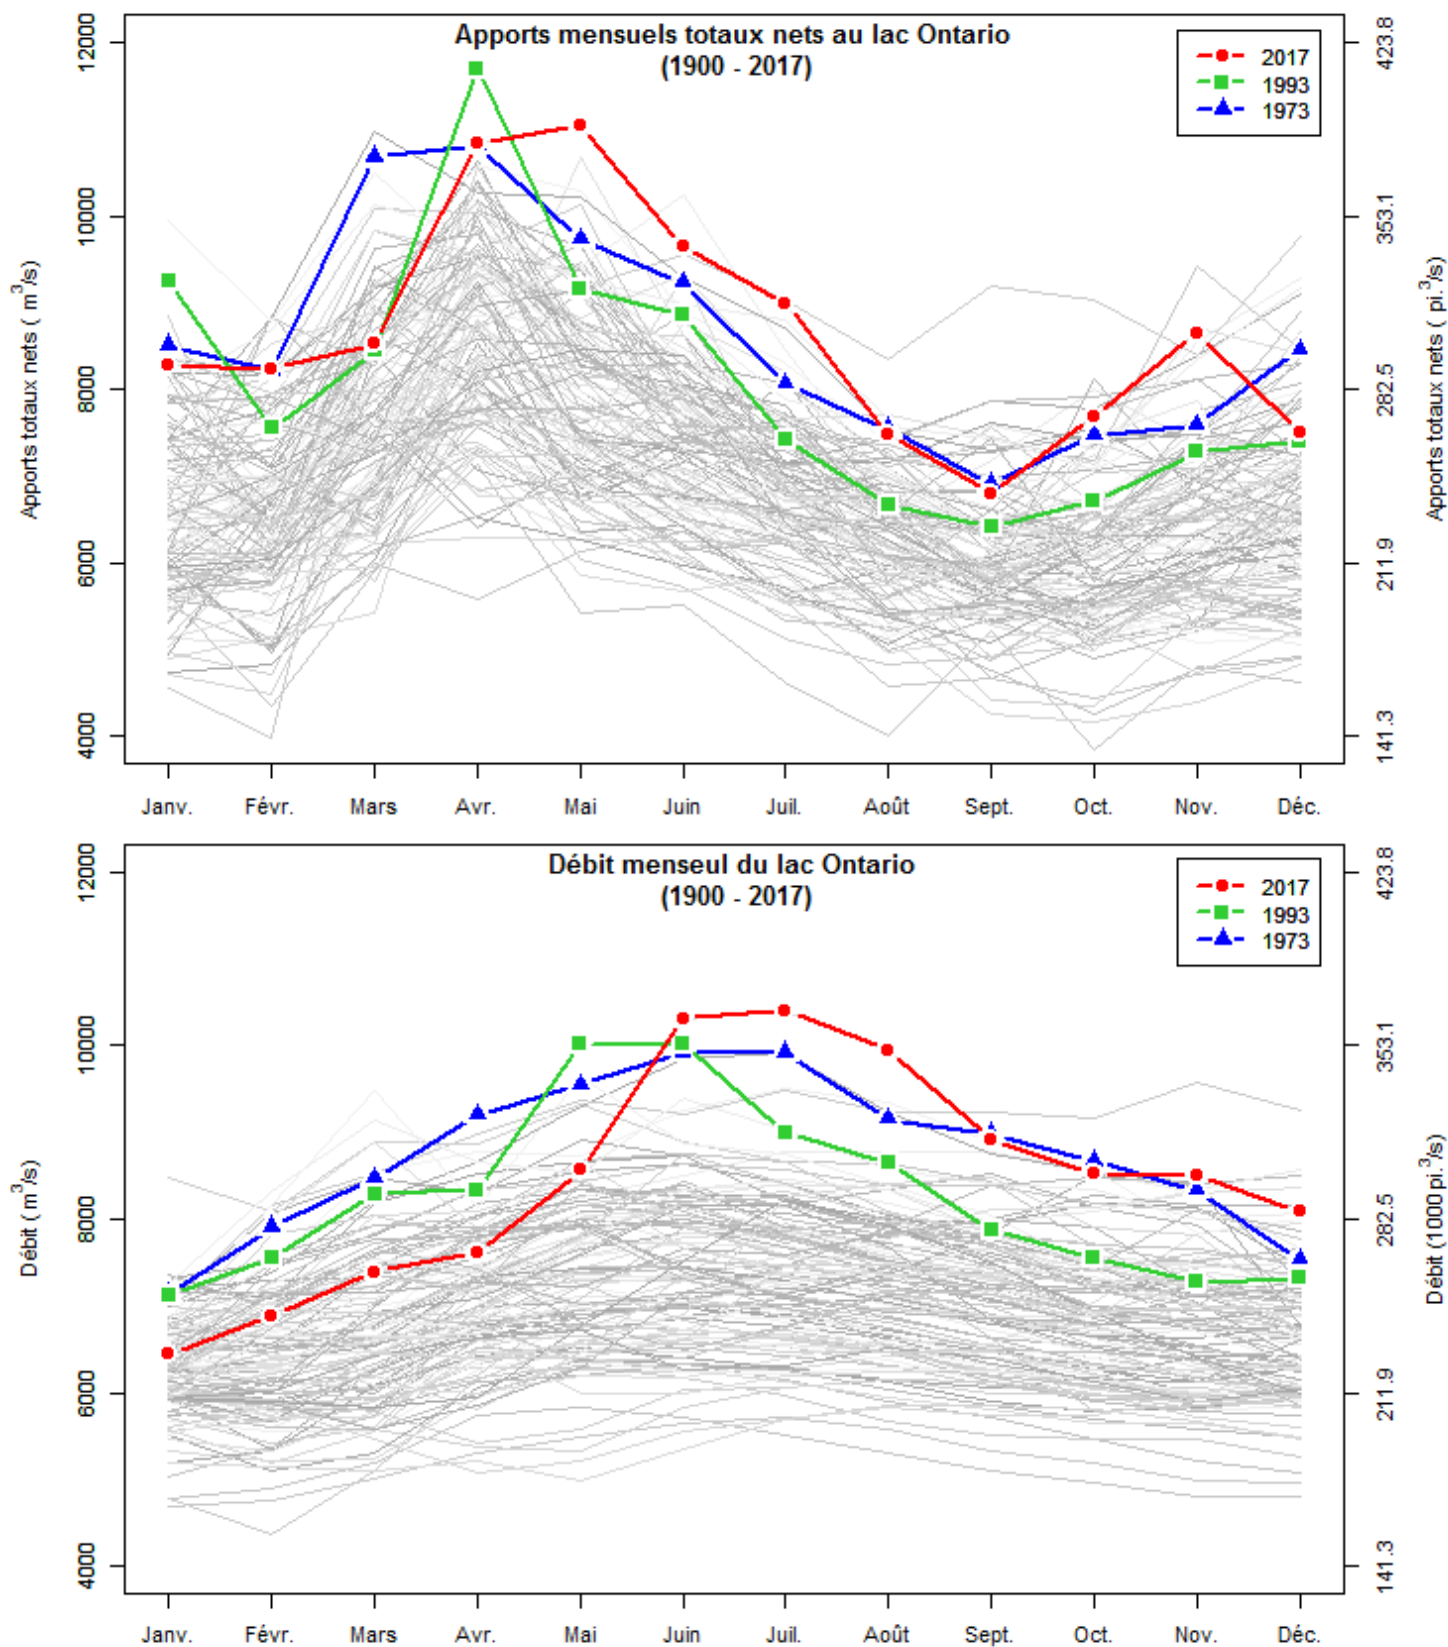 Apports mensuels totaux nets au lac Ontario
(1900 - 2017)
2017
1993
1973
12000
10000
8000
6000
4000
Apports totaux nets ( m³/s)
423.8
353.1
282.5
211.9
141.3
Apports totaux nets ( pi.³/s)
Janv. Févr. Mars Avr. Mai Juin Juil. Août Sept. Oct. Nov. Déc.
Débit menseul du lac Ontario
(1900 - 2017)
2017
1993
1973
12000
10000
8000
6000
4000
Débit ( m³/s)
423.8
353.1
282.5
211.9
141.3
Débit (1000 pi.³/s)
Janv. Févr. Mars Avr. Mai Juin Juil. Août Sept. Oct. Nov. Déc.